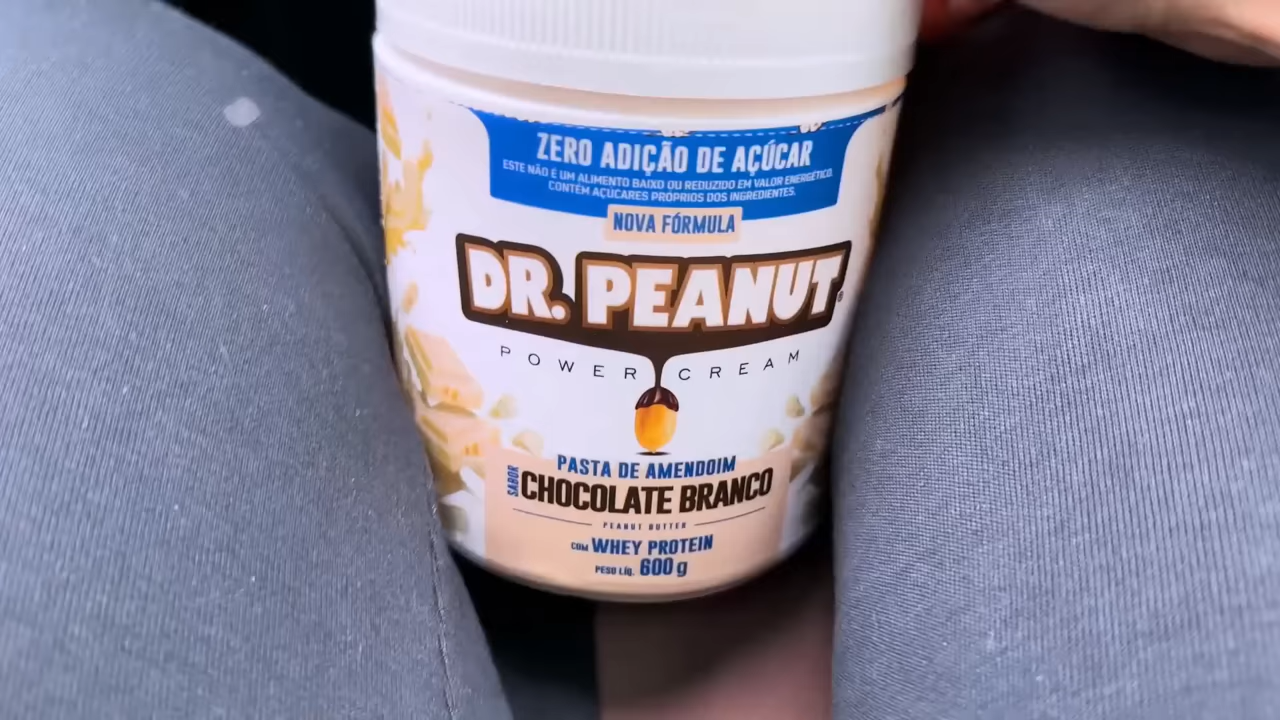 ZERO ADIÇÃO DE AÇÚCAR
ESTE NÃO É UM ALIMENTO BAIXO OU REDUZIDO EM VALOR ENERGÉTICO.
CONTÉM AÇÚCARES PRÓPRIOS DOS INGREDIENTES.
NOVA FÓRMULA
DR. PEANUT
POWER CREAM
PASTA DE AMENDOIM
SABOR
CHOCOLATE BRANCO
PEANUT BUTTER
COM WHEY PROTEIN
PESO LÍQ. 600 g